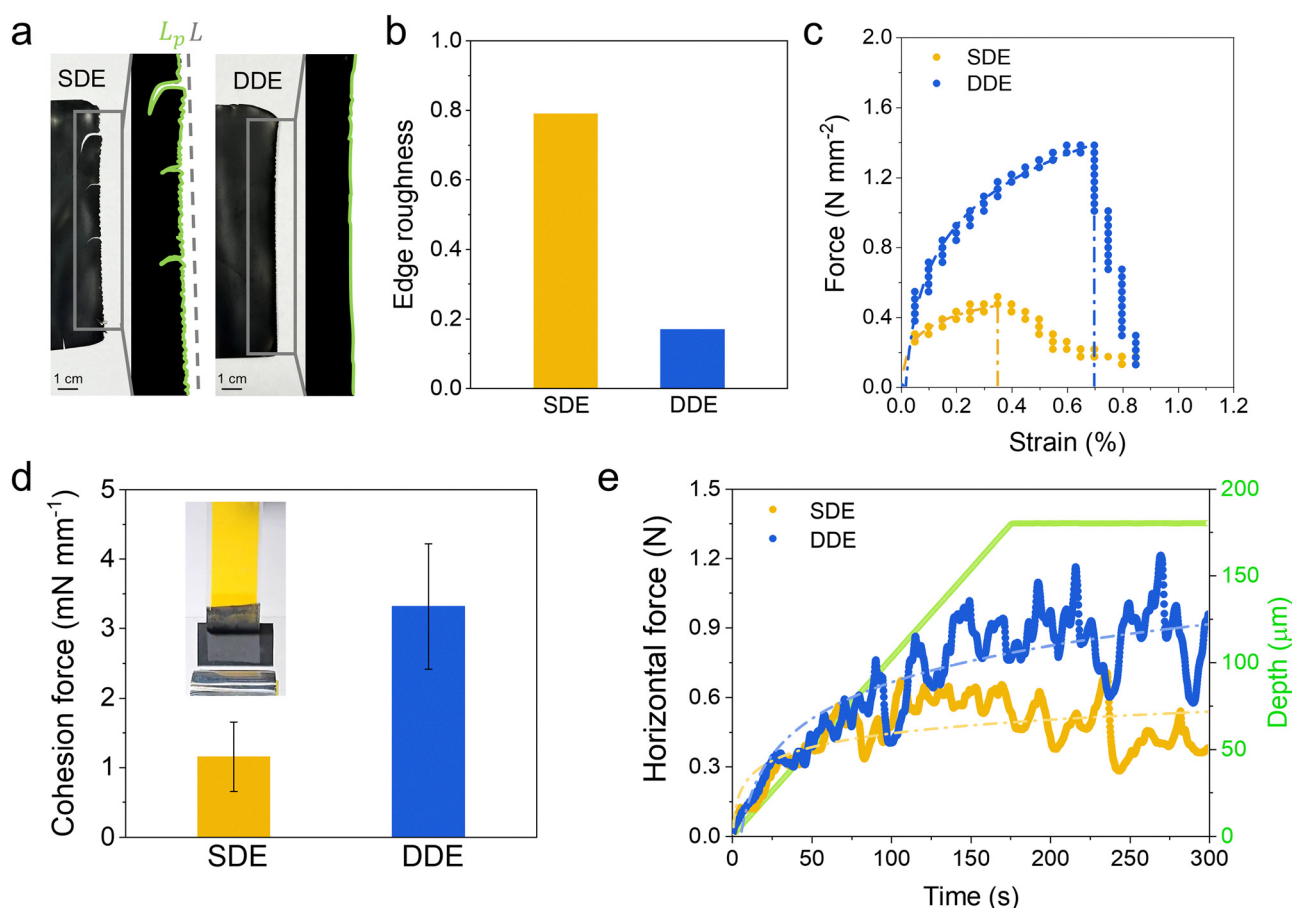 a
L_p L
SDE
DDE
1 cm
1 cm
b
Edge roughness
1.0
0.8
0.6
0.4
0.2
0.0
SDE
DDE
c
Force (N mm⁻²)
2.0
1.6
1.2
0.8
0.4
0.0
SDE
DDE
0.0 0.2 0.4 0.6 0.8 1.0 1.2
Strain (%)
d
Cohesion force (mN mm⁻¹)
5
4
3
2
1
0
SDE
DDE
e
Horizontal force (N)
1.5
1.2
0.9
0.6
0.3
0.0
SDE
DDE
200
150
100
50
0
Depth (μm)
0 50 100 150 200 250 300
Time (s)